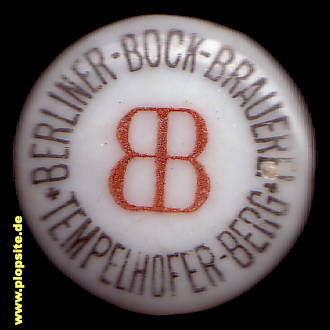 BERLINER-BOCK-BRAUEREI
*TEMPELHOFER-BERG*
BB
www.plopsite.de